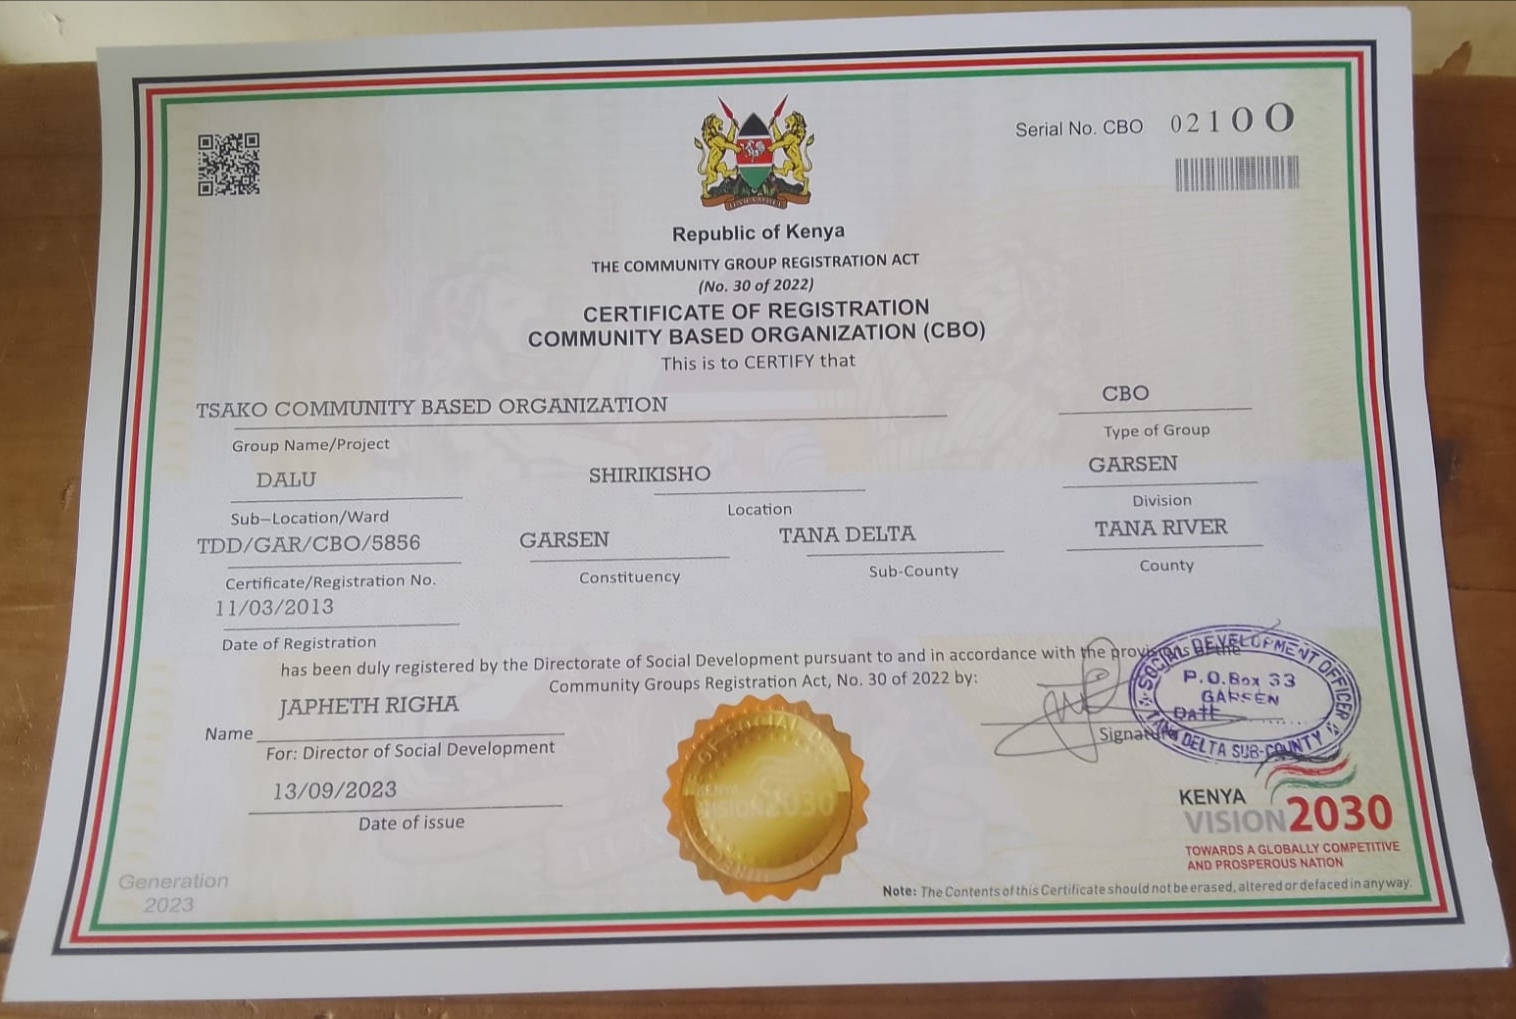 Serial No. CBO 02100
Republic of Kenya
THE COMMUNITY GROUP REGISTRATION ACT
(No. 30 of 2022)
CERTIFICATE OF REGISTRATION
COMMUNITY BASED ORGANIZATION (CBO)
This is to CERTIFY that
TSAKO COMMUNITY BASED ORGANIZATION
CBO
Group Name/Project
Type of Group
DALU
SHIRIKISHO
GARSEN
Sub-Location/Ward
Location
Division
TDD/GAR/CBO/5856
GARSEN
TANA DELTA
TANA RIVER
Certificate/Registration No.
Constituency
Sub-County
County
11/03/2013
Date of Registration
has been duly registered by the Directorate of Social Development pursuant to and in accordance with the provisions of the
Community Groups Registration Act, No. 30 of 2022 by:
JAPHETH RIGHA
Name
For: Director of Social Development
Signature
13/09/2023
Date of issue
SOCIAL DEVELOPMENT OFFICER
P.O.Box 33
GARSEN
DATE
TANA DELTA SUB-COUNTY
KENYA
VISION 2030
KENYA
VISION 2030
TOWARDS A GLOBALLY COMPETITIVE
AND PROSPEROUS NATION
Generation
2023
Note: The Contents of this Certificate should not be erased, altered or defaced in any way.